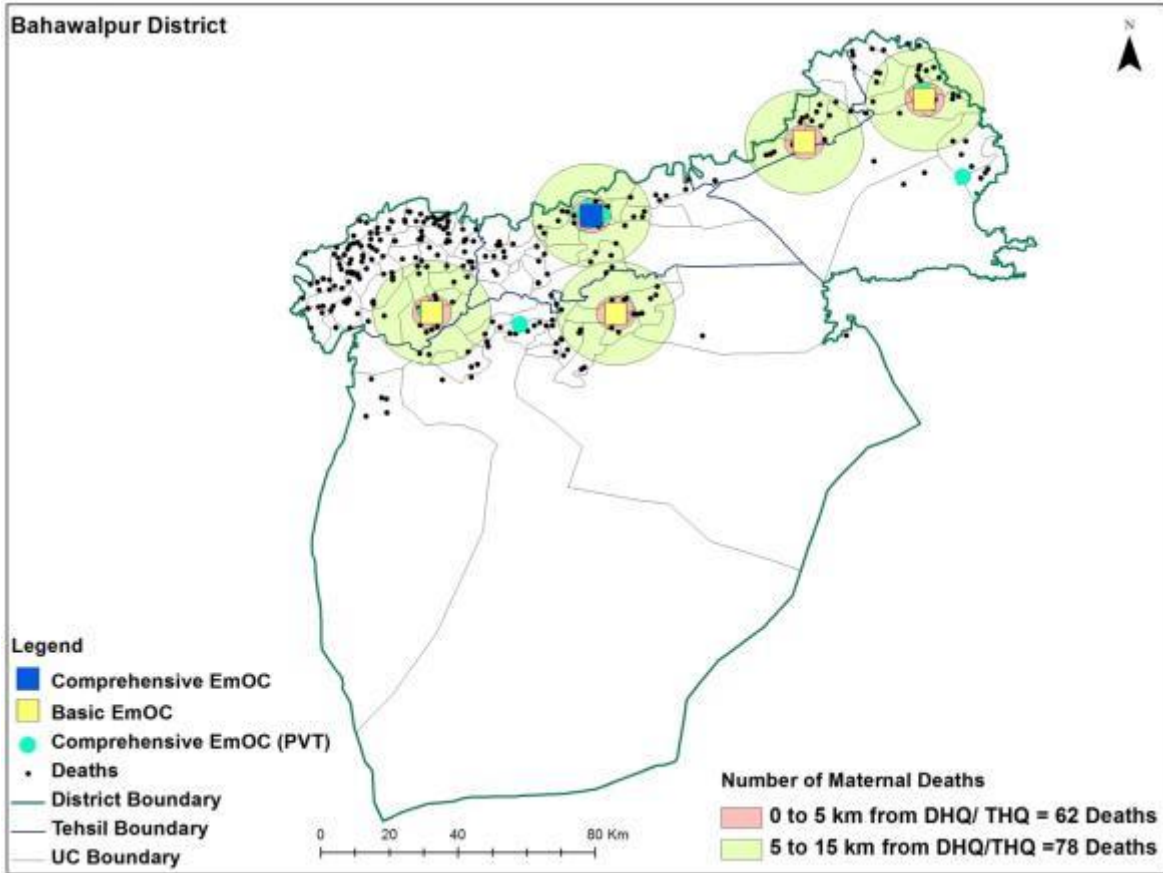 Bahawalpur District
N
Legend
Comprehensive EmOC
Basic EmOC
Comprehensive EmOC (PVT)
Deaths
District Boundary
Tehsil Boundary
UC Boundary
0 20 40 80 Km
Number of Maternal Deaths
0 to 5 km from DHQ/ THQ = 62 Deaths
5 to 15 km from DHQ/THQ =78 Deaths